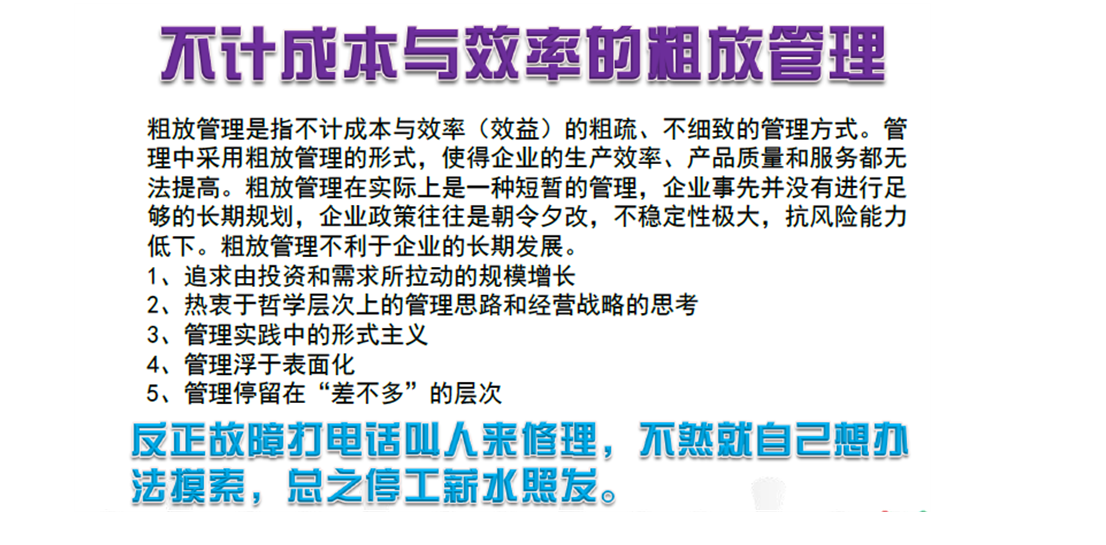 不计成本与效率的粗放管理
粗放管理是指不计成本与效率（效益）的粗疏、不细致的管理方式。管
理中采用粗放管理的形式，使得企业的生产效率、产品质量和服务都无
法提高。粗放管理在实际上是一种短暂的管理，企业事先并没有进行足
够的长期规划，企业政策往往是朝令夕改，不稳定性极大，抗风险能力
低下。粗放管理不利于企业的长期发展。
1、追求由投资和需求所拉动的规模增长
2、热衷于哲学层次上的管理思路和经营战略的思考
3、管理实践中的形式主义
4、管理浮于表面化
5、管理停留在“差不多”的层次
反正故障打电话叫人来修理，不然就自己想办
法摸索，总之停工薪水照发。